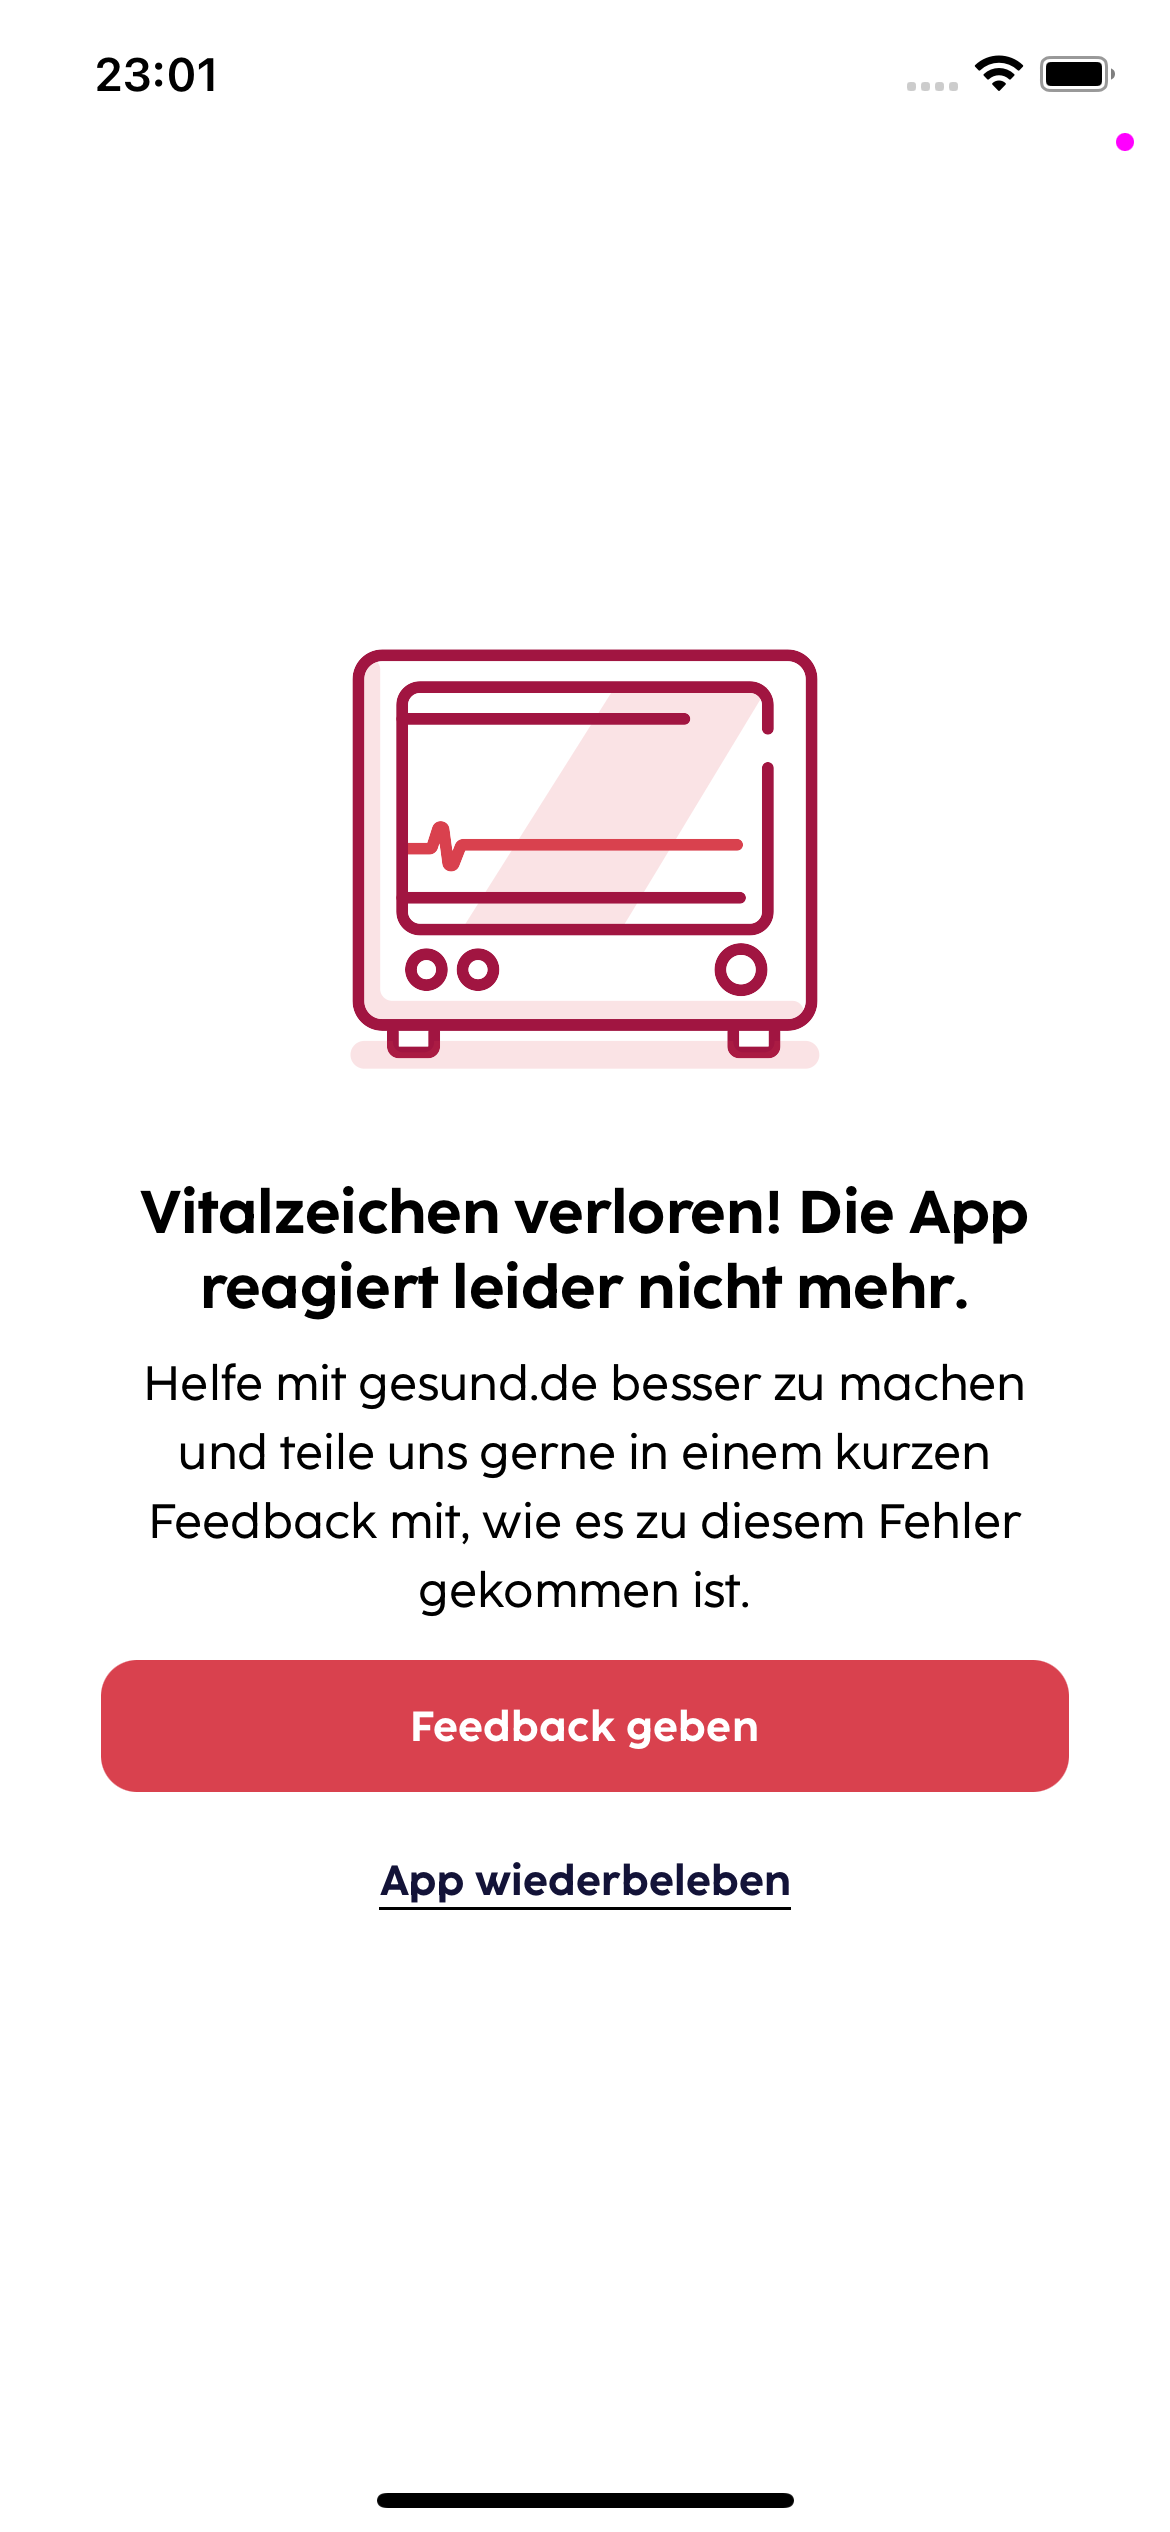 23:01
Vitalzeichen verloren! Die App
reagiert leider nicht mehr.
Helfe mit gesund.de besser zu machen
und teile uns gerne in einem kurzen
Feedback mit, wie es zu diesem Fehler
gekommen ist.
Feedback geben
App wiederbeleben